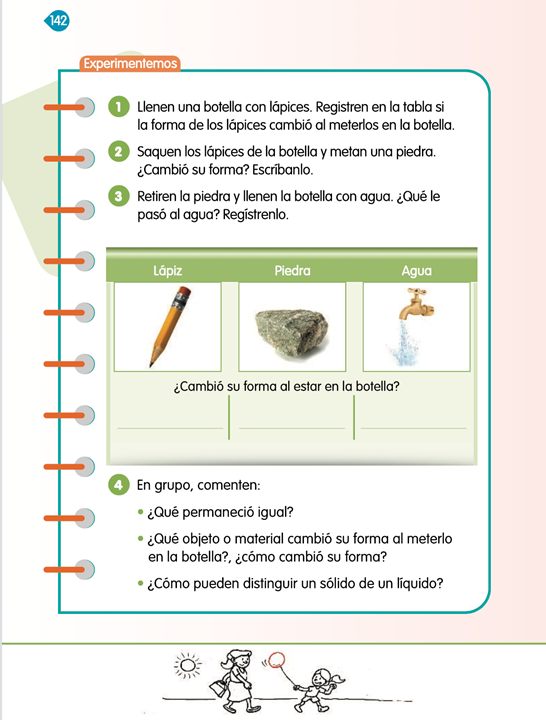 142
Experimentemos
1 Llenen una botella con lápices. Registren en la tabla si
la forma de los lápices cambió al meterlos en la botella.
2 Saquen los lápices de la botella y metan una piedra.
¿Cambió su forma? Escríbanlo.
3 Retiren la piedra y llenen la botella con agua. ¿Qué le
pasó al agua? Regístrenlo.
Lápiz Piedra Agua
¿Cambió su forma al estar en la botella?
4 En grupo, comenten:
• ¿Qué permaneció igual?
• ¿Qué objeto o material cambió su forma al meterlo
en la botella?, ¿cómo cambió su forma?
• ¿Cómo pueden distinguir un sólido de un líquido?